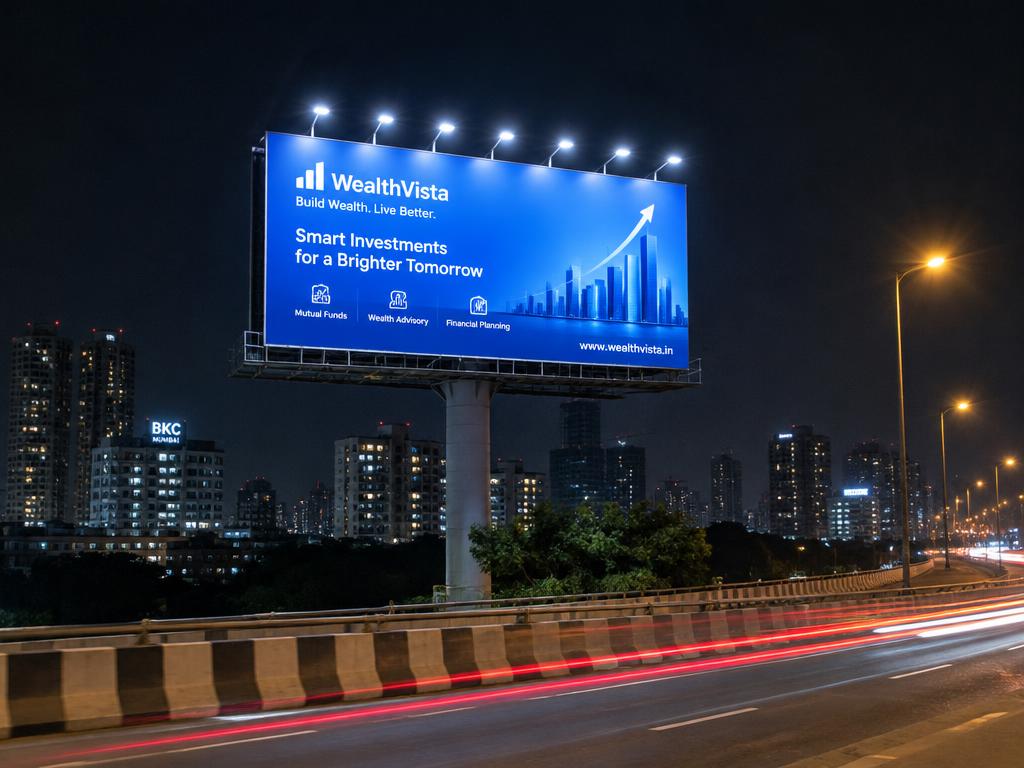 WealthVista
Build Wealth. Live Better.
Smart Investments
for a Brighter Tomorrow
Mutual Funds
Wealth Advisory
Financial Planning
www.wealthvista.in
BKC
MUMBAI